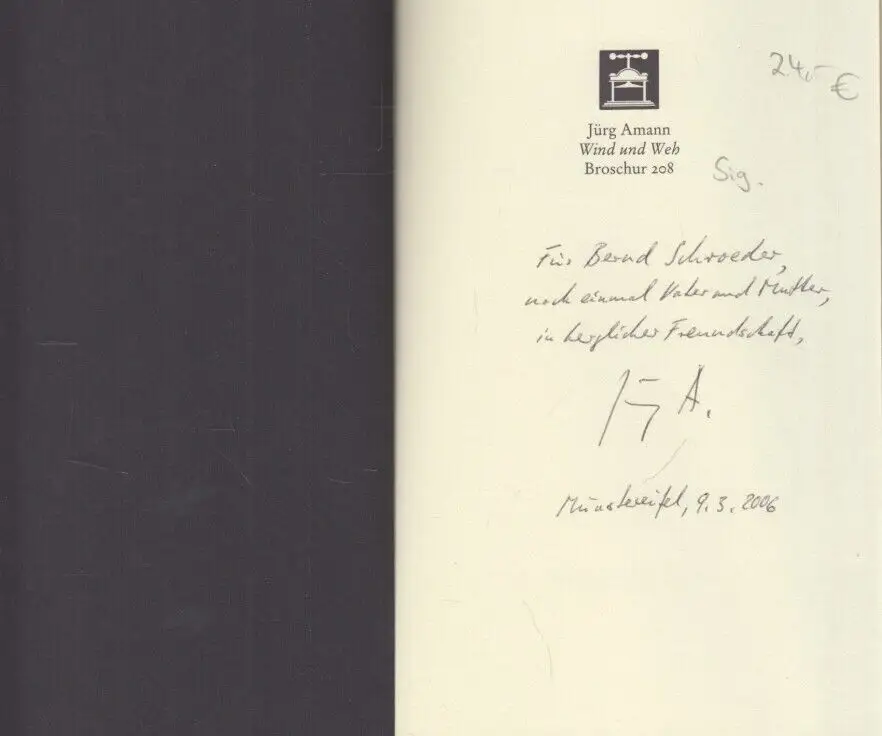 24,- €
Jürg Amann
Wind und Weh
Broschur 208
Sig.
Für Bernd Schroeder,
noch einmal Vater und Mutter,
in herzlicher Freundschaft,
Jürg A.
Münstereifel, 9.3.2006